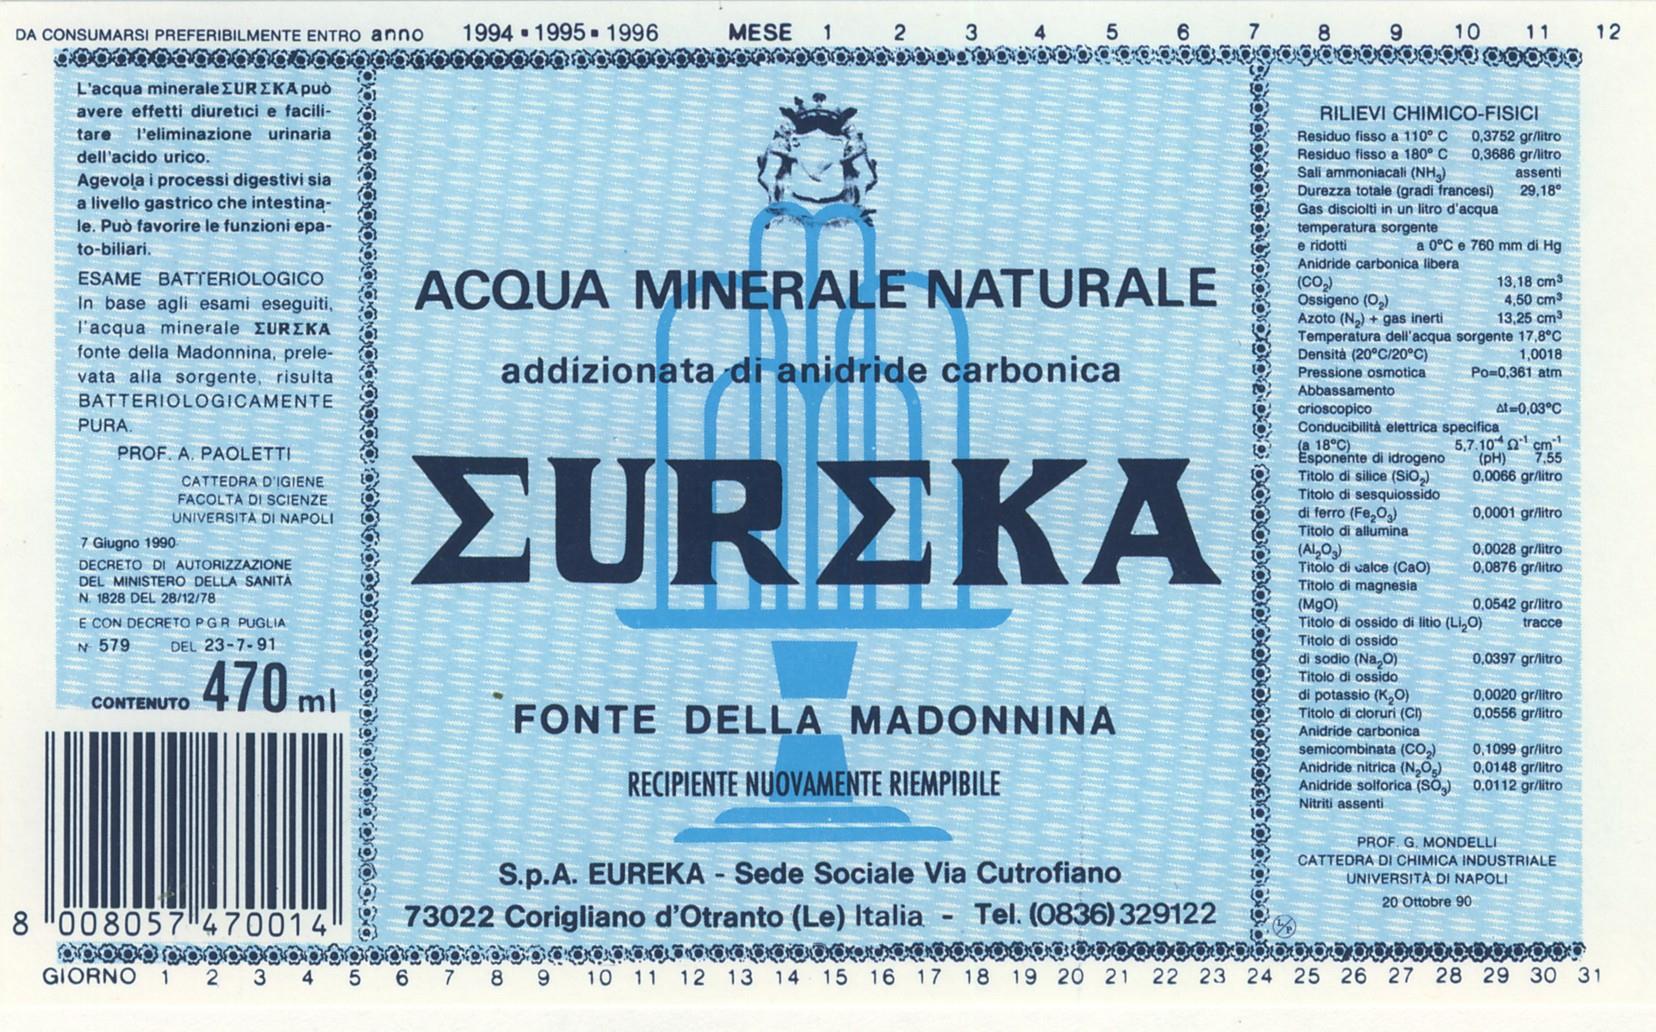 DA CONSUMARSI PREFERIBILMENTE ENTRO anno 1994 ▪ 1995 ▪ 1996 MESE 1 2 3 4 5 6 7 8 9 10 11 12
L'acqua minerale ΣURΣKA può
avere effetti diuretici e facili-
tare l'eliminazione urinaria
dell'acido urico.
Agevola i processi digestivi sia
a livello gastrico che intestina-
le. Può favorire le funzioni epa-
to-biliari.
ESAME BATTERIOLOGICO
In base agli esami eseguiti,
l'acqua minerale ΣURΣKA
fonte della Madonnina, prele-
vata alla sorgente, risulta
BATTERIOLOGICAMENTE
PURA.
PROF. A. PAOLETTI
CATTEDRA D'IGIENE
FACOLTÀ DI SCIENZE
UNIVERSITÀ DI NAPOLI
7 Giugno 1990
DECRETO DI AUTORIZZAZIONE
DEL MINISTERO DELLA SANITÀ
N. 1828 DEL 28/12/78
E CON DECRETO P.G.R. PUGLIA
N° 579 DEL 23-7-91
CONTENUTO 470 ml
8 008057 470014
ACQUA MINERALE NATURALE
addizionata di anidride carbonica
ΣURΣKA
FONTE DELLA MADONNINA
RECIPIENTE NUOVAMENTE RIEMPIBILE
S.p.A. EUREKA - Sede Sociale Via Cutrofiano
73022 Corigliano d'Otranto (Le) Italia - Tel. (0836) 329122
RILIEVI CHIMICO-FISICI
Residuo fisso a 110° C 0,3752 gr/litro
Residuo fisso a 180° C 0,3686 gr/litro
Sali ammoniacali (NH₃) assenti
Durezza totale (gradi francesi) 29,18°
Gas disciolti in un litro d'acqua
temperatura sorgente
e ridotti a 0°C e 760 mm di Hg
Anidride carbonica libera
(CO₂) 13,18 cm³
Ossigeno (O₂) 4,50 cm³
Azoto (N₂) + gas inerti 13,25 cm³
Temperatura dell'acqua sorgente 17,8°C
Densità (20°C/20°C) 1,0018
Pressione osmotica Po=0,361 atm
Abbassamento
crioscopico Δt=0,03°C
Conducibilità elettrica specifica
(a 18°C) 5,7.10⁻⁴ Ω⁻¹ cm⁻¹
Esponente di idrogeno (pH) 7,55
Titolo di silice (SiO₂) 0,0066 gr/litro
Titolo di sesquiossido
di ferro (Fe₂O₃) 0,0001 gr/litro
Titolo di allumina
(Al₂O₃) 0,0028 gr/litro
Titolo di calce (CaO) 0,0876 gr/litro
Titolo di magnesia
(MgO) 0,0542 gr/litro
Titolo di ossido di litio (Li₂O) tracce
Titolo di ossido
di sodio (Na₂O) 0,0397 gr/litro
Titolo di ossido
di potassio (K₂O) 0,0020 gr/litro
Titolo di cloruri (Cl) 0,0556 gr/litro
Anidride carbonica
semicombinata (CO₂) 0,1099 gr/litro
Anidride nitrica (N₂O₅) 0,0148 gr/litro
Anidride solforica (SO₃) 0.0112 gr/litro
Nitriti assenti
PROF. G. MONDELLI
CATTEDRA DI CHIMICA INDUSTRIALE
UNIVERSITÀ DI NAPOLI
20 Ottobre 90
GIORNO 1 2 3 4 5 6 7 8 9 10 11 12 13 14 15 16 17 18 19 20 21 22 23 24 25 26 27 28 29 30 31